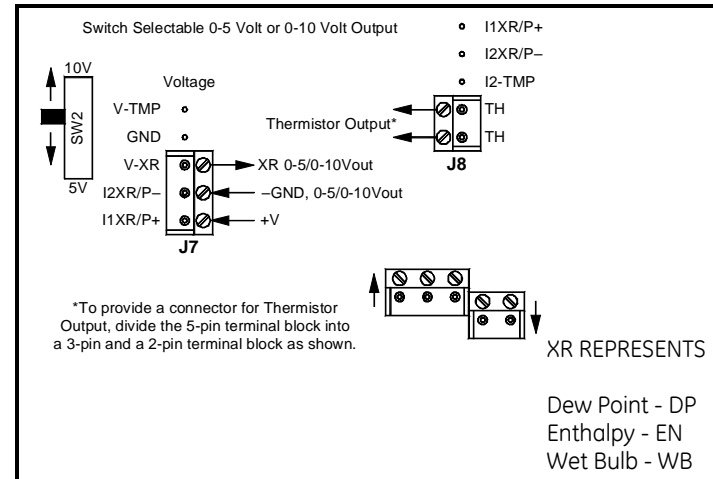 Switch Selectable 0-5 Volt or 0-10 Volt Output
I1XR/P+
I2XR/P–
I2-TMP
TH
TH
J8
Thermistor Output*
10V
SW2
5V
Voltage
V-TMP
GND
V-XR
I2XR/P–
I1XR/P+
J7
XR 0-5/0-10Vout
–GND, 0-5/0-10Vout
+V
*To provide a connector for Thermistor
Output, divide the 5-pin terminal block into
a 3-pin and a 2-pin terminal block as shown.
XR REPRESENTS
Dew Point - DP
Enthalpy - EN
Wet Bulb - WB